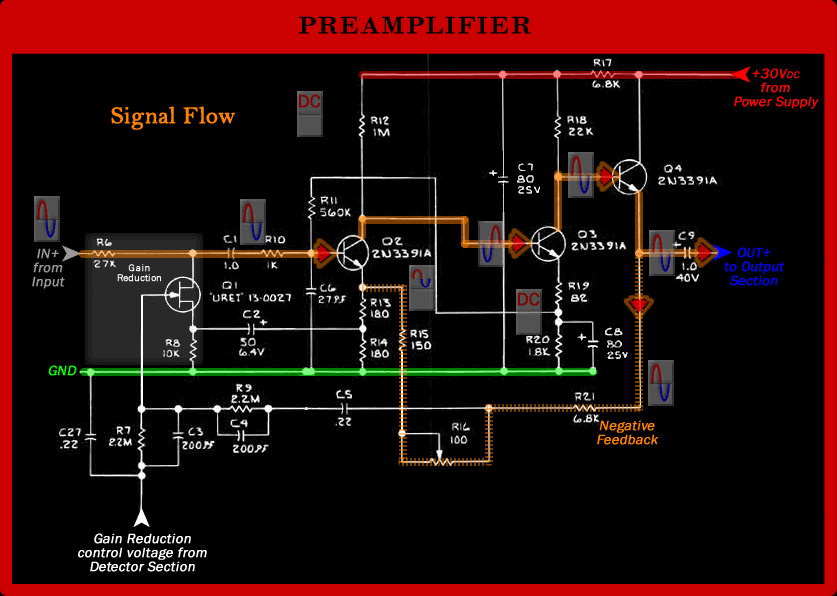 PREAMPLIFIER
Signal Flow
DC
R17
6.8K
+30VDC
from
Power Supply
R12
1M
R18
22K
C7
80
25V
+
Q4
2N3391A
R11
560K
IN+
from
Input
R6
27K
Gain
Reduction
C1
1.0
R10
1K
Q2
2N3391A
Q3
2N3391A
C9
+
1.0
40V
OUT+
to Output
Section
Q1
"URET" 13-0027
C6
27PF
R13
180
R19
82
DC
C2
+
50
6.4V
R8
10K
R14
180
R15
150
R20
1.8K
C8
+
80
25V
GND
R9
2.2M
C5
.22
R21
6.8K
Negative
Feedback
C27
.22
R7
2.2M
C3
200PF
C4
200PF
R16
100
Gain Reduction
control voltage from
Detector Section